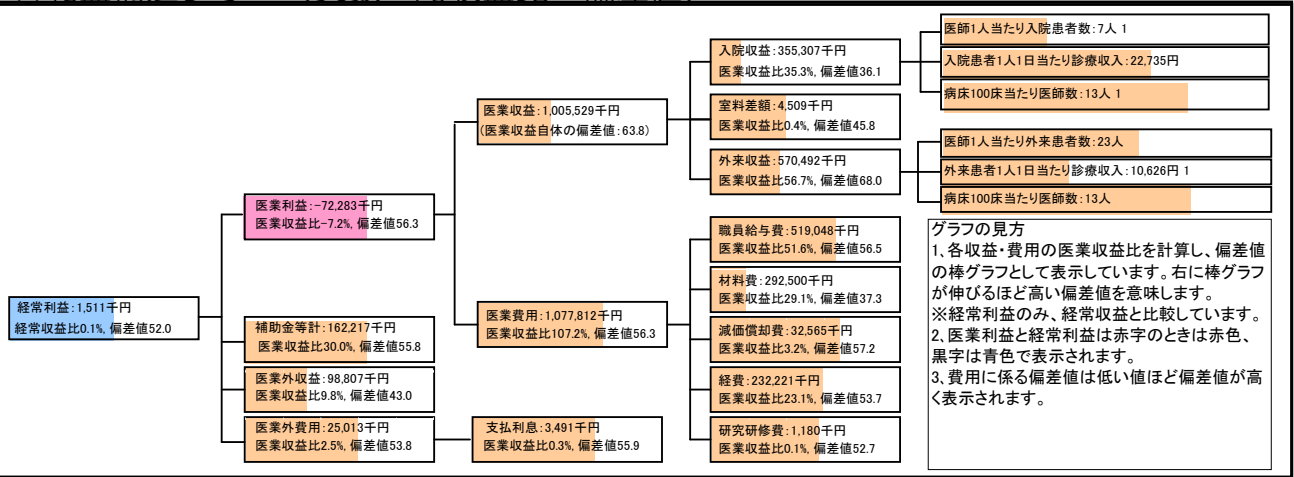 経常利益:1,511千円
経常収益比0.1%, 偏差値52.0
医業利益:-72,283千円
医業収益比-7.2%, 偏差値56.3
補助金等計:162,217千円
医業収益比30.0%, 偏差値55.8
医業外収益:98,807千円
医業収益比9.8%, 偏差値43.0
医業外費用:25,013千円
医業収益比2.5%, 偏差値53.8
医業収益:1,005,529千円
(医業収益自体の偏差値:63.8)
医業費用:1,077,812千円
医業収益比107.2%, 偏差値56.3
支払利息:3,491千円
医業収益比0.3%, 偏差値55.9
入院収益:355,307千円
医業収益比35.3%, 偏差値36.1
室料差額:4,509千円
医業収益比0.4%, 偏差値45.8
外来収益:570,492千円
医業収益比56.7%, 偏差値68.0
職員給与費:519,048千円
医業収益比51.6%, 偏差値56.5
材料費:292,500千円
医業収益比29.1%, 偏差値37.3
減価償却費:32,565千円
医業収益比3.2%, 偏差値57.2
経費:232,221千円
医業収益比23.1%, 偏差値53.7
研究研修費:1,180千円
医業収益比0.1%, 偏差値52.7
医師1人当たり入院患者数:7人 1
入院患者1人1日当たり診療収入:22,735円
病床100床当たり医師数:13人 1
医師1人当たり外来患者数:23人
外来患者1人1日当たり診療収入:10,626円 1
病床100床当たり医師数:13人
グラフの見方
1、各収益・費用の医業収益比を計算し、偏差値
の棒グラフとして表示しています。右に棒グラフ
が伸びるほど高い偏差値を意味します。
※経常利益のみ、経常収益と比較しています。
2、医業利益と経常利益は赤字のときは赤色、
黒字は青色で表示されます。
3、費用に係る偏差値は低い値ほど偏差値が高
く表示されます。